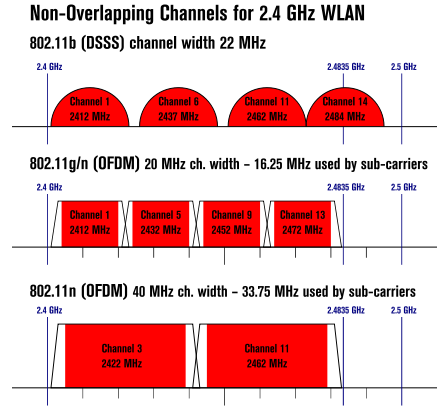 Non-Overlapping Channels for 2.4 GHz WLAN
802.11b (DSSS) channel width 22 MHz
2.4 GHz 2.4835 GHz 2.5 GHz
Channel 1 Channel 6 Channel 11 Channel 14
2412 MHz 2437 MHz 2462 MHz 2484 MHz
802.11g/n (OFDM) 20 MHz ch. width – 16.25 MHz used by sub-carriers
2.4 GHz 2.4835 GHz 2.5 GHz
Channel 1 Channel 5 Channel 9 Channel 13
2412 MHz 2432 MHz 2452 MHz 2472 MHz
802.11n (OFDM) 40 MHz ch. width – 33.75 MHz used by sub-carriers
2.4 GHz 2.4835 GHz 2.5 GHz
Channel 3 Channel 11
2422 MHz 2462 MHz